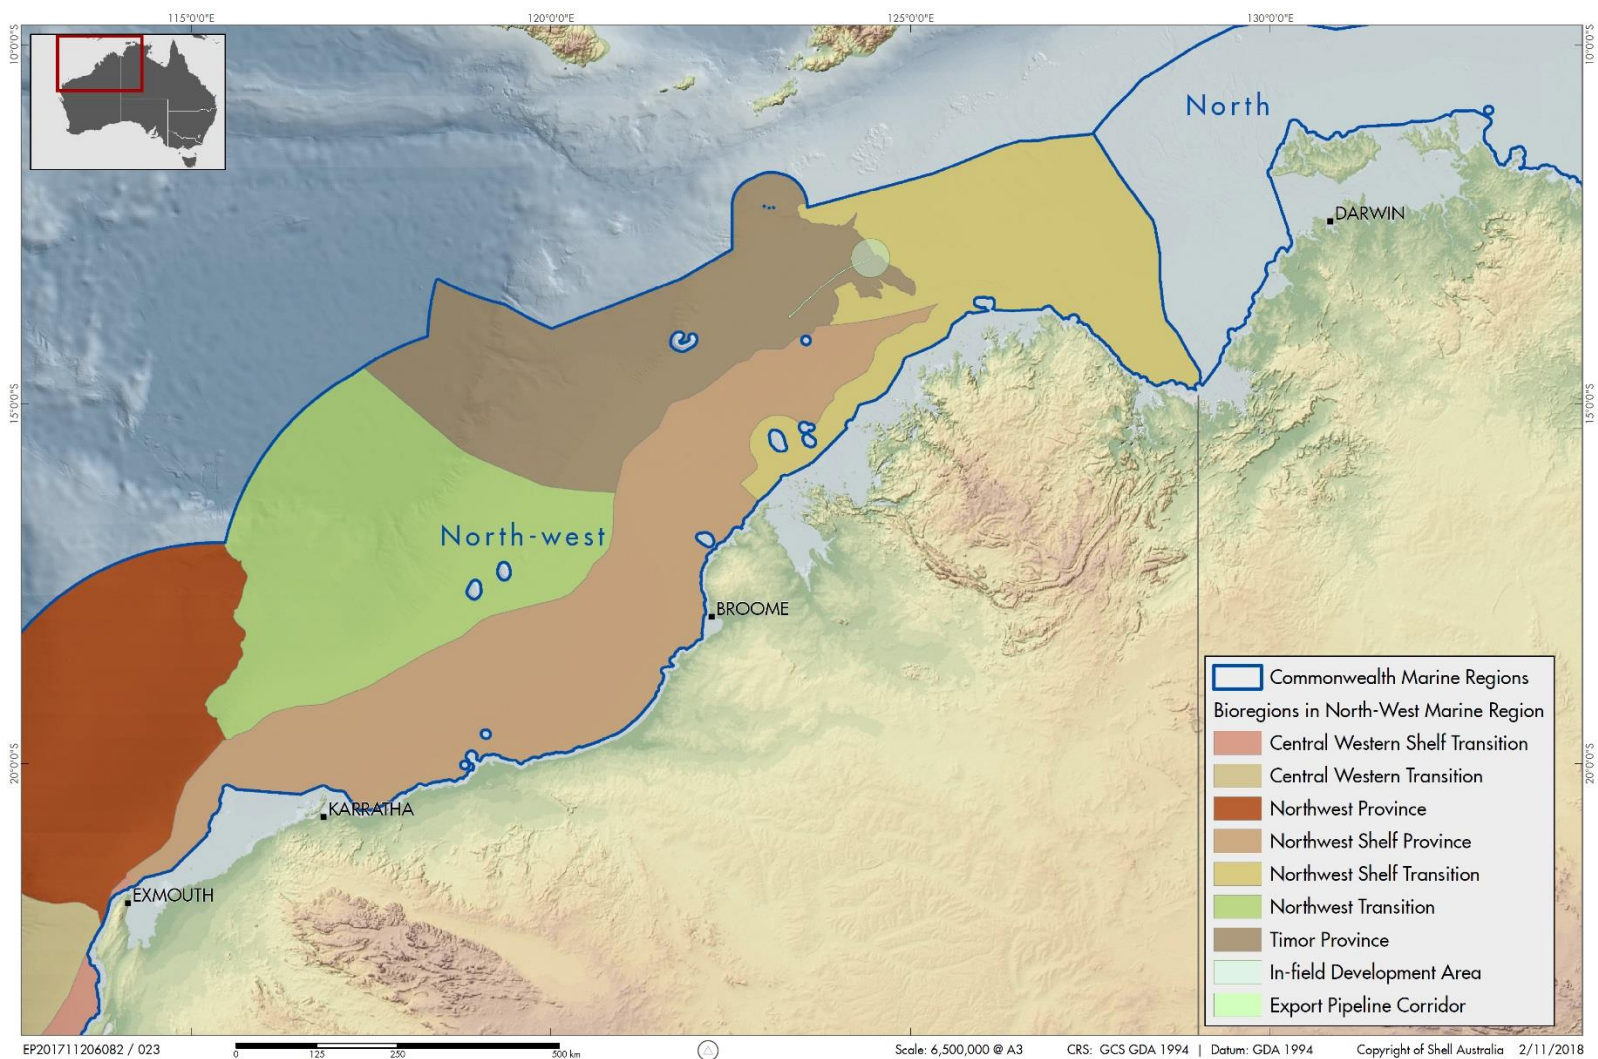 115°0'0"E
120°0'0"E
125°0'0"E
130°0'0"E
10°0'0"S
10°0'0"S
North
DARWIN
15°0'0"S
15°0'0"S
North-west
BROOME
20°0'0"S
20°0'0"S
KARRATHA
EXMOUTH
Commonwealth Marine Regions
Bioregions in North-West Marine Region
Central Western Shelf Transition
Central Western Transition
Northwest Province
Northwest Shelf Province
Northwest Shelf Transition
Northwest Transition
Timor Province
In-field Development Area
Export Pipeline Corridor
EP201711206082 / 023
0 125 250 500 km
Scale: 6,500,000 @ A3
CRS: GCS GDA 1994 | Datum: GDA 1994
Copyright of Shell Australia 2/11/2018